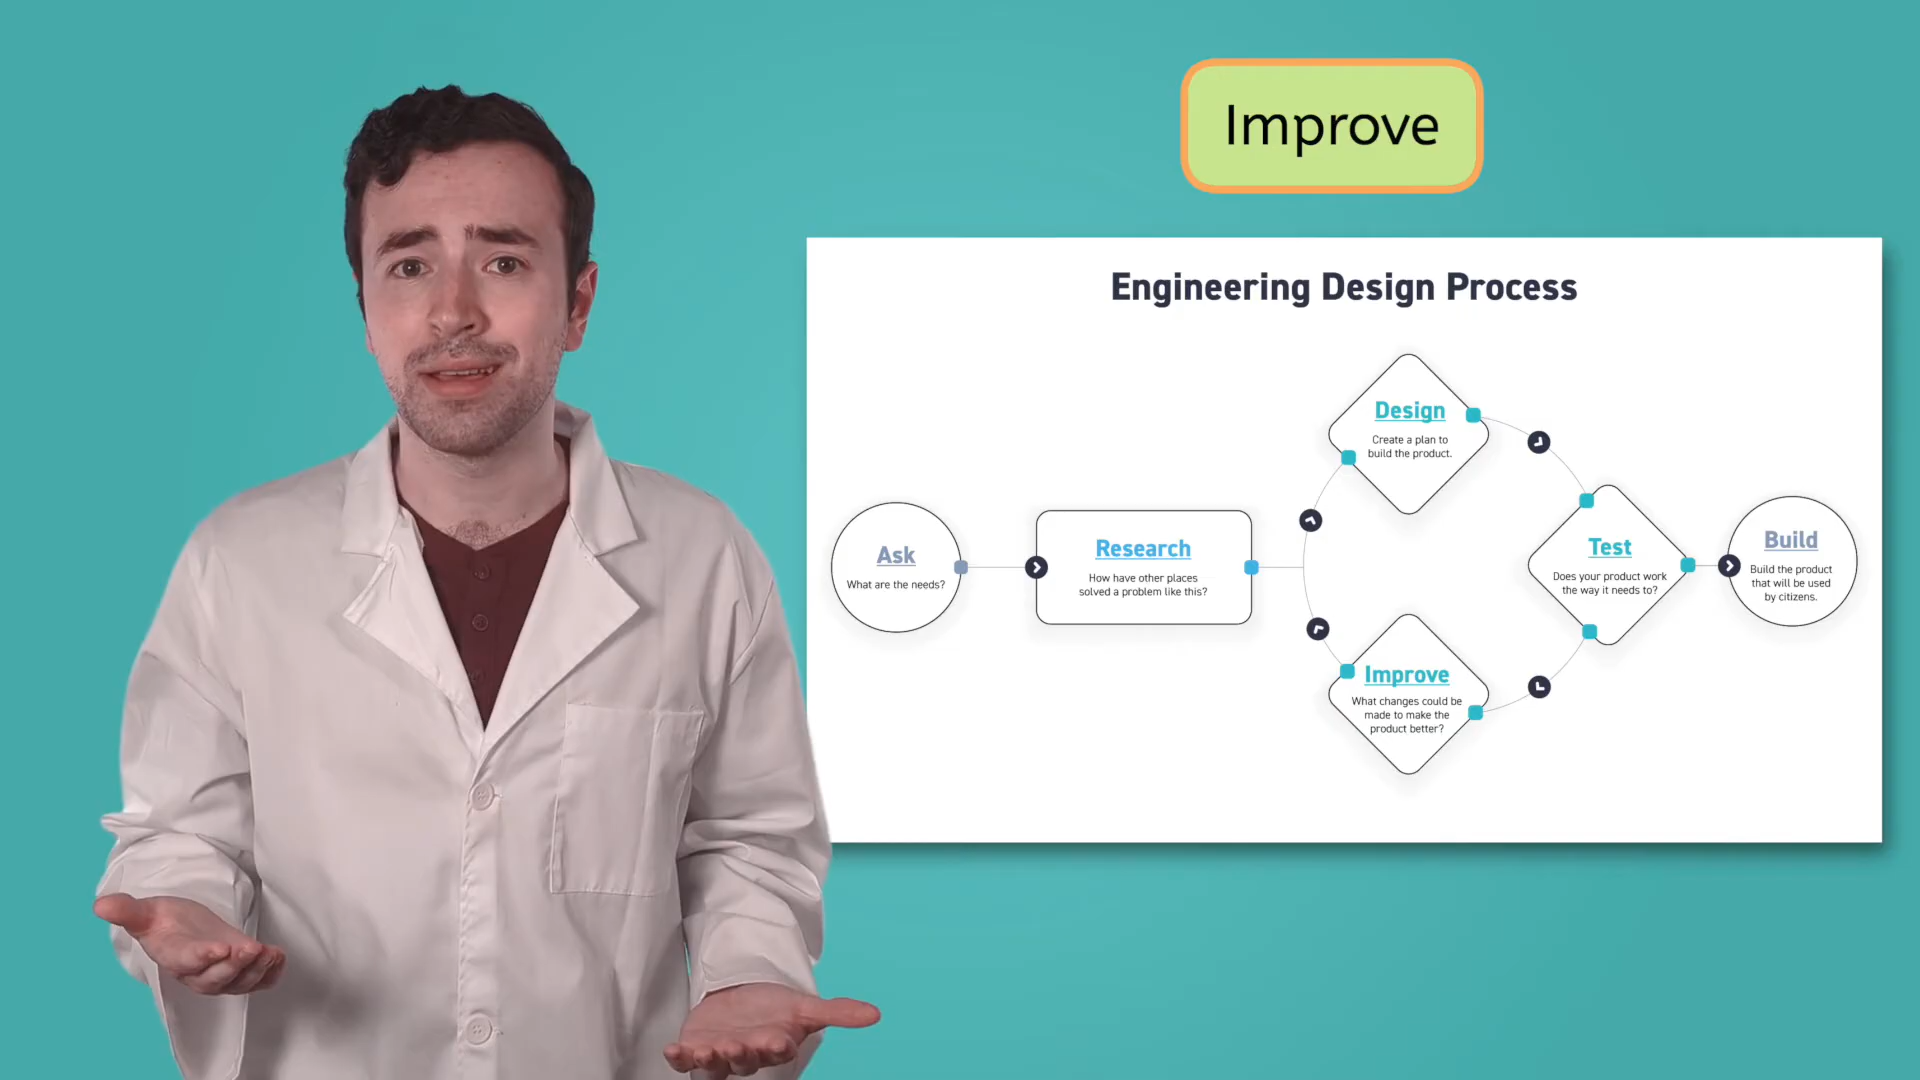 Improve
Engineering Design Process
Design
Create a plan to
build the product.
Ask
What are the needs?
Research
How have other places
solved a problem like this?
Test
Does your product work
the way it needs to?
Build
Build the product
that will be used
by citizens.
Improve
What changes could be
made to make the
product better?